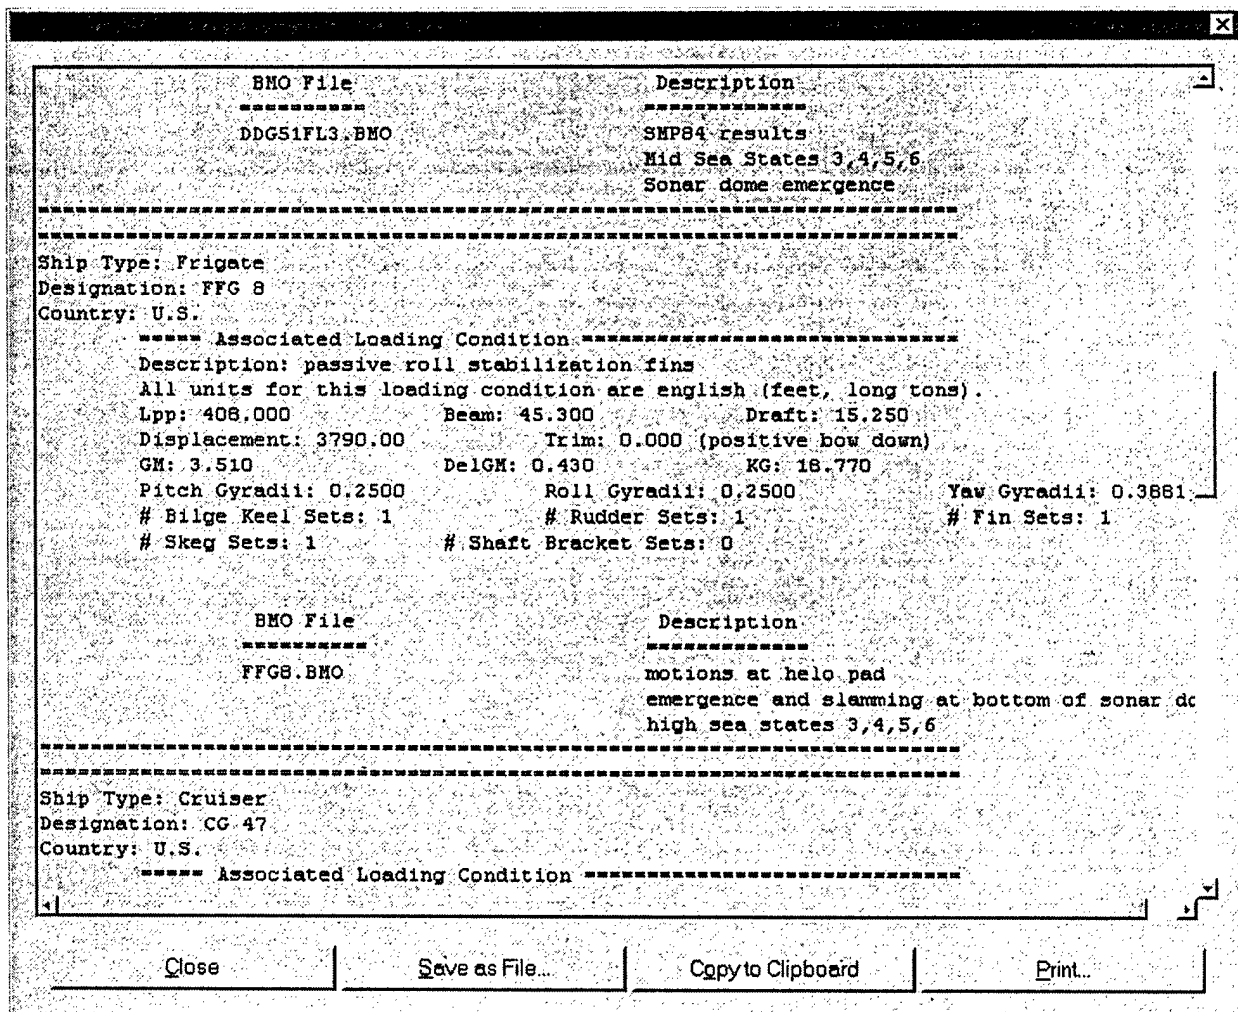 BMO File Description
========== =============
DDG51FL3.BMO SMP84 results
Mid Sea States 3,4,5,6
Sonar dome emergence
==========================================================================
==========================================================================
Ship Type: Frigate
Designation: FFG 8
Country: U.S.
===== Associated Loading Condition ==============================
Description: passive roll stabilization fins
All units for this loading condition are english (feet, long tons).
Lpp: 408.000 Beam: 45.300 Draft: 15.250
Displacement: 3790.00 Trim: 0.000 (positive bow down)
GM: 3.510 DelGM: 0.430 KG: 18.770
Pitch Gyradii: 0.2500 Roll Gyradii: 0.2500 Yaw Gyradii: 0.3881
# Bilge Keel Sets: 1 # Rudder Sets: 1 # Fin Sets: 1
# Skeg Sets: 1 # Shaft Bracket Sets: 0
BMO File Description
========== =============
FFG8.BMO motions at helo pad
emergence and slamming at bottom of sonar do
high sea states 3,4,5,6
==========================================================================
==========================================================================
Ship Type: Cruiser
Designation: CG 47
Country: U.S.
===== Associated Loading Condition ==============================
Close Save as File... Copy to Clipboard Print...